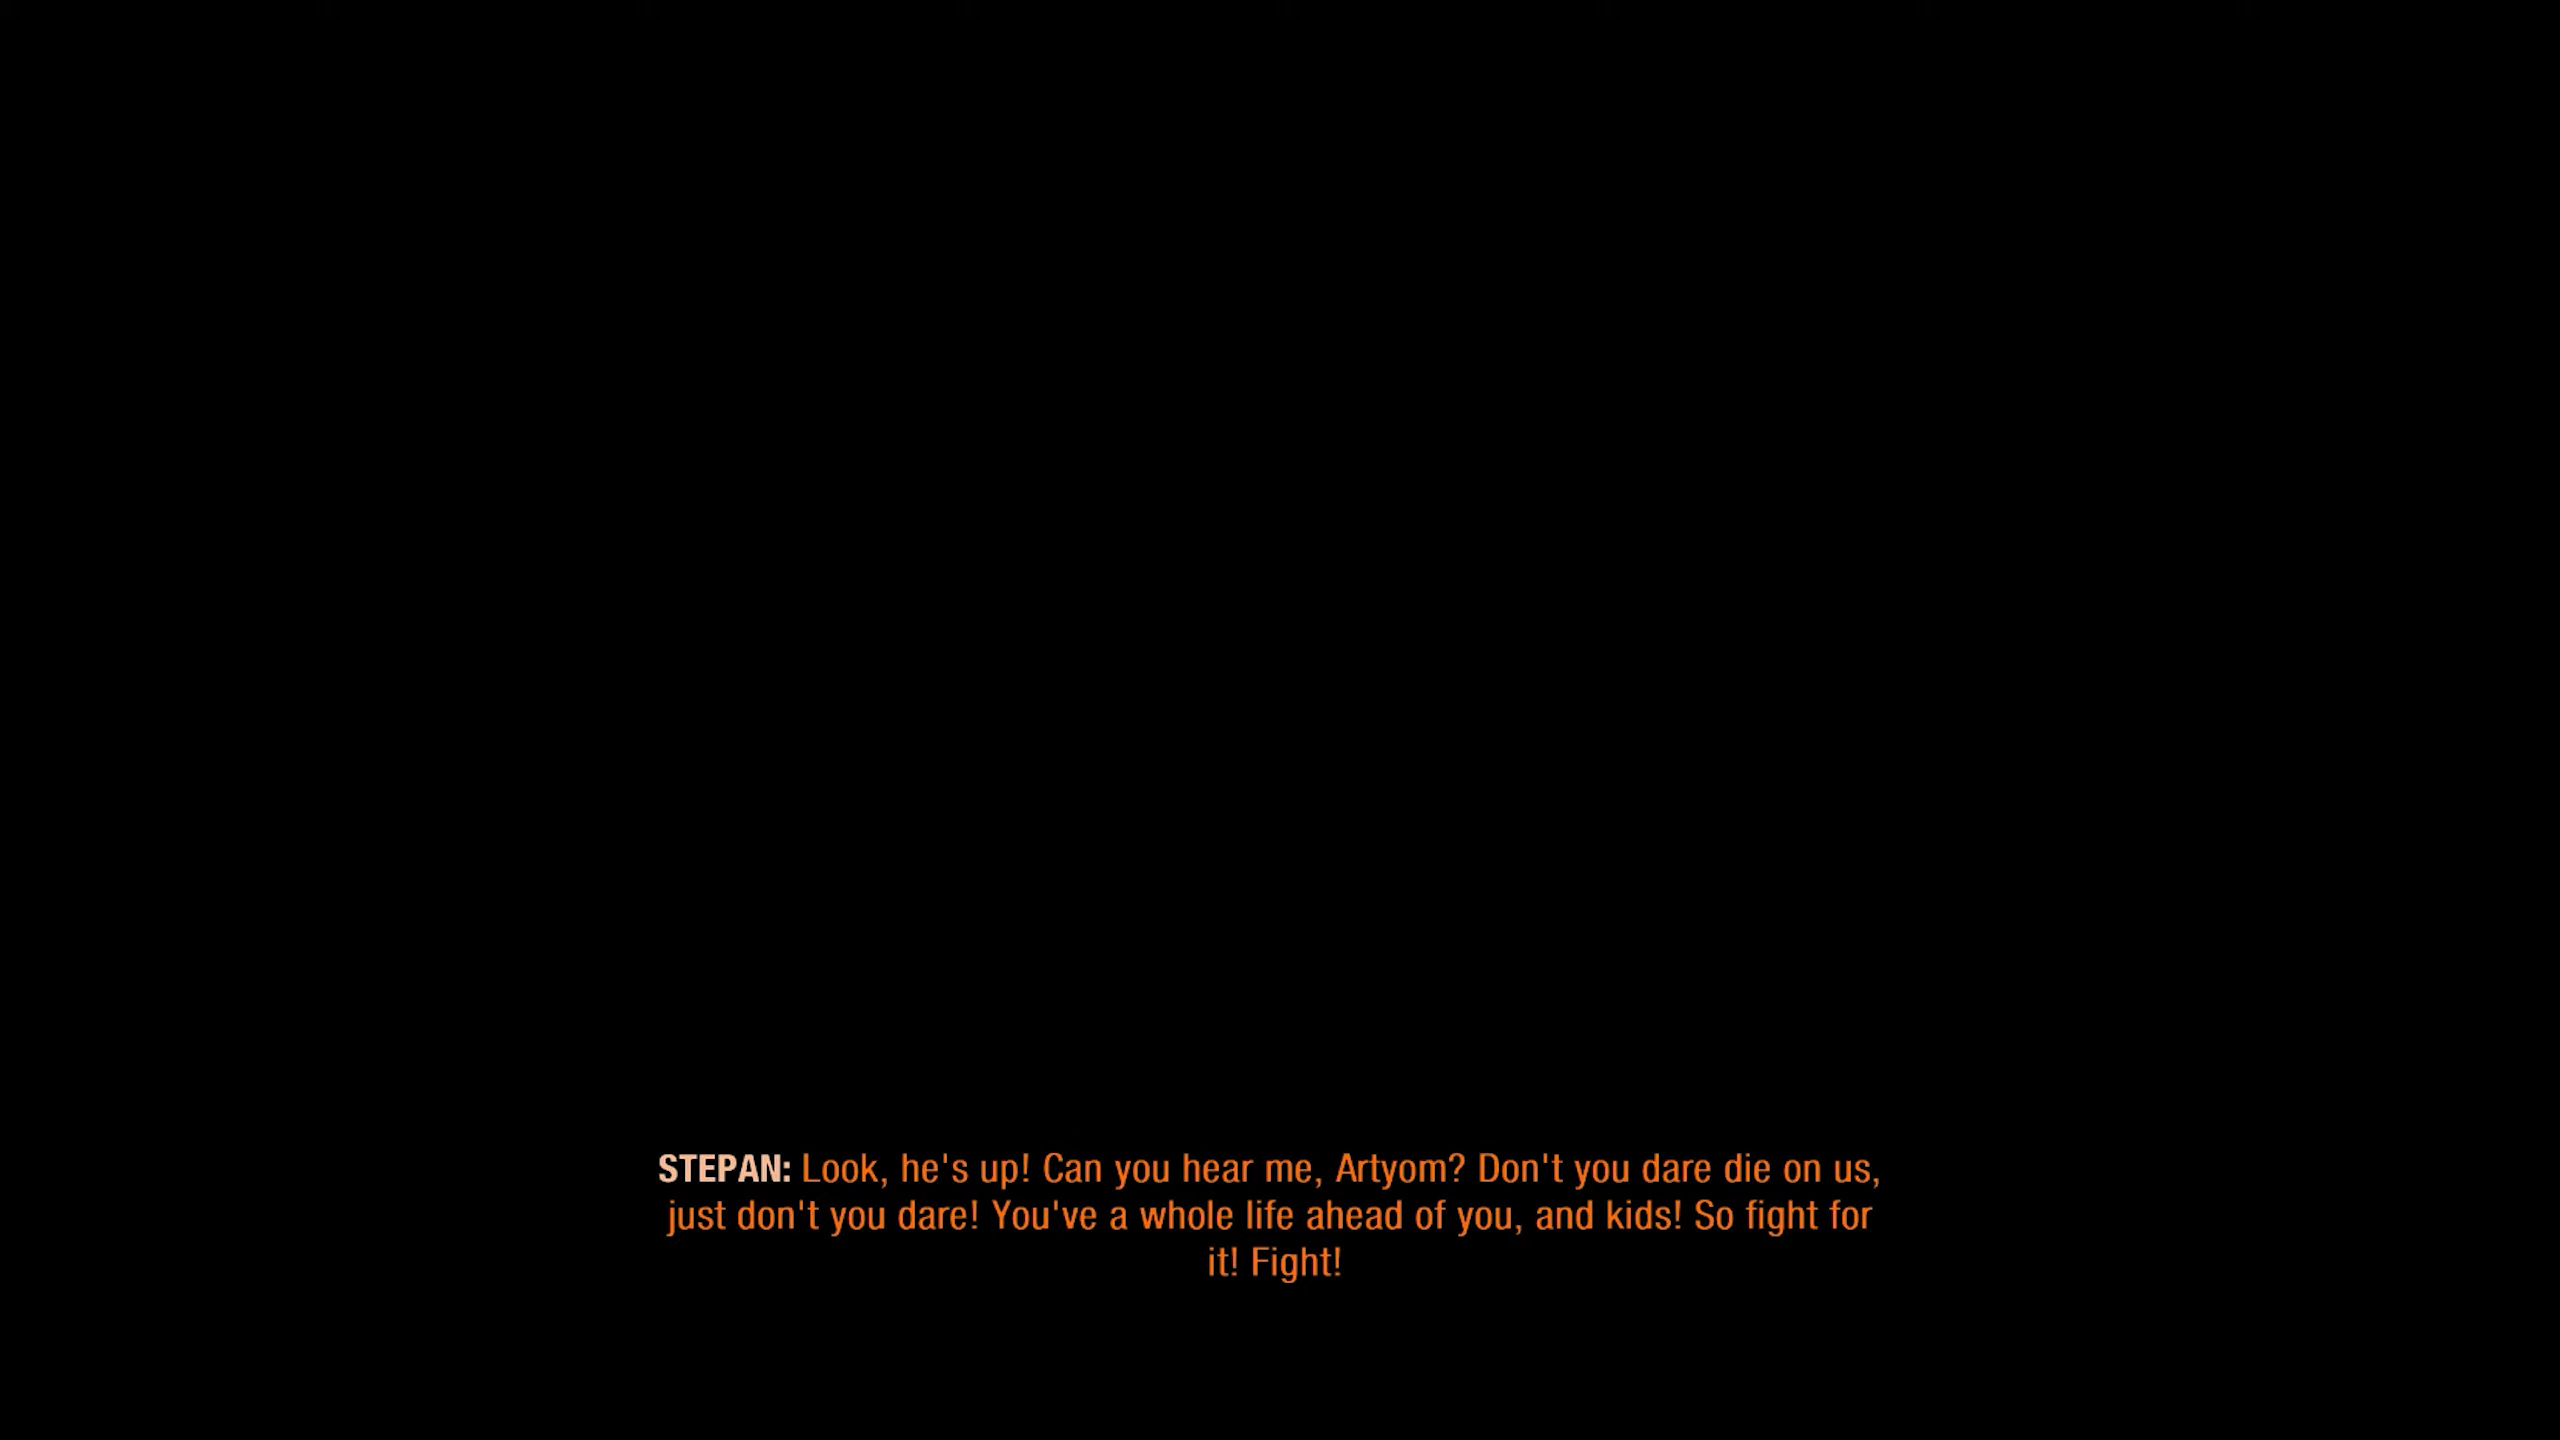 STEPAN: Look, he's up! Can you hear me, Artyom? Don't you dare die on us,
just don't you dare! You've a whole life ahead of you, and kids! So fight for
it! Fight!